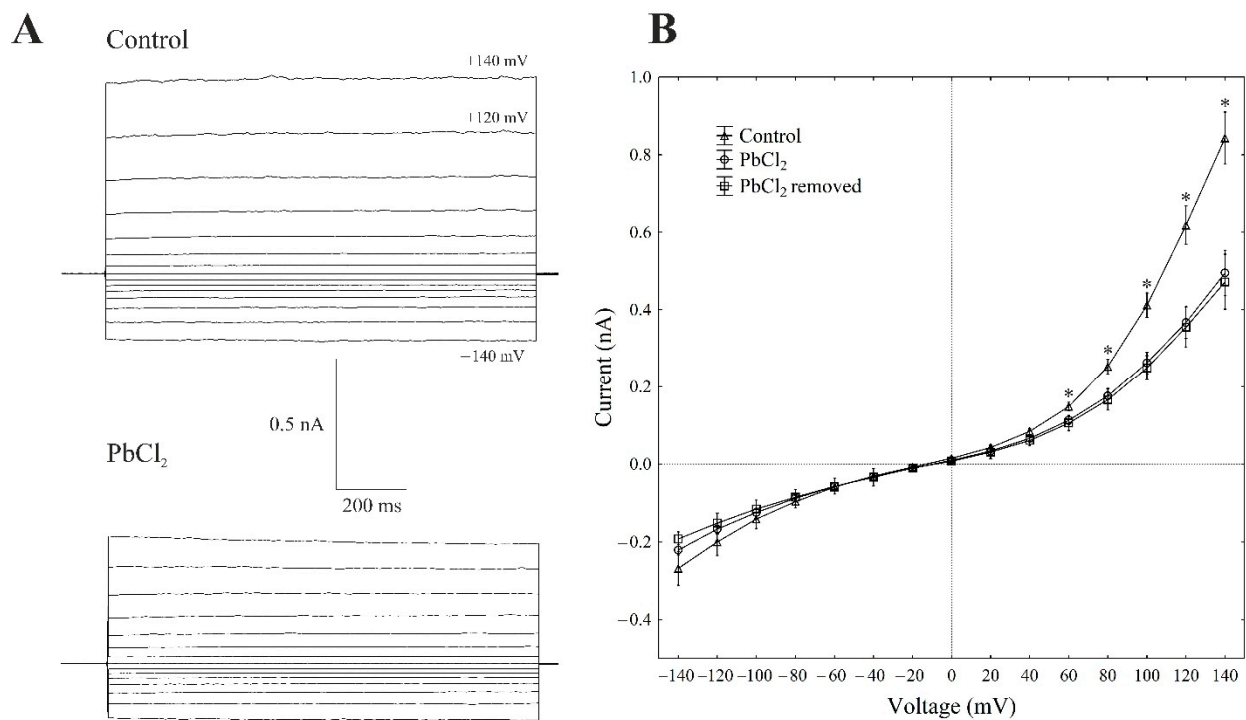 A
Control
+140 mV
+120 mV
−140 mV
0.5 nA
200 ms
PbCl2
B
Control
PbCl2
PbCl2 removed
*
*
*
*
*
1.0
0.8
0.6
0.4
0.2
0.0
−0.2
−0.4
Current (nA)
−140 −120 −100 −80 −60 −40 −20 0 20 40 60 80 100 120 140
Voltage (mV)